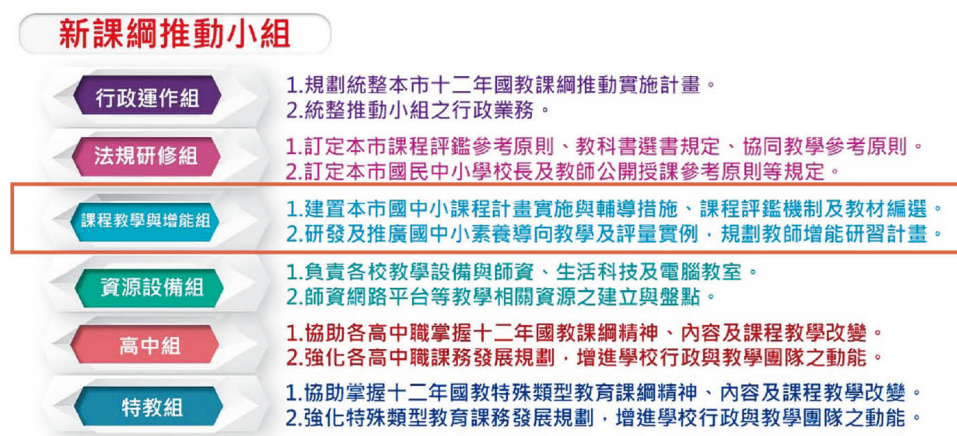 新課綱推動小組
行政運作組
1.規劃統整本市十二年國教課綱推動實施計畫。
2.統整推動小組之行政業務。
法規研修組
1.訂定本市課程評鑑參考原則、教科書選書規定、協同教學參考原則。
2.訂定本市國民中小學校長及教師公開授課參考原則等規定。
課程教學與增能組
1.建置本市國中小課程計畫實施與輔導措施、課程評鑑機制及教材編選。
2.研發及推廣國中小素養導向教學及評量實例，規劃教師增能研習計畫。
資源設備組
1.負責各校教學設備與師資、生活科技及電腦教室。
2.師資網路平台等教學相關資源之建立與盤點。
高中組
1.協助各高中職掌握十二年國教課綱精神、內容及課程教學改變。
2.強化各高中職課務發展規劃，增進學校行政與教學團隊之動能。
特教組
1.協助掌握十二年國教特殊類型教育課綱精神、內容及課程教學改變。
2.強化特殊類型教育課務發展規劃，增進學校行政與教學團隊之動能。